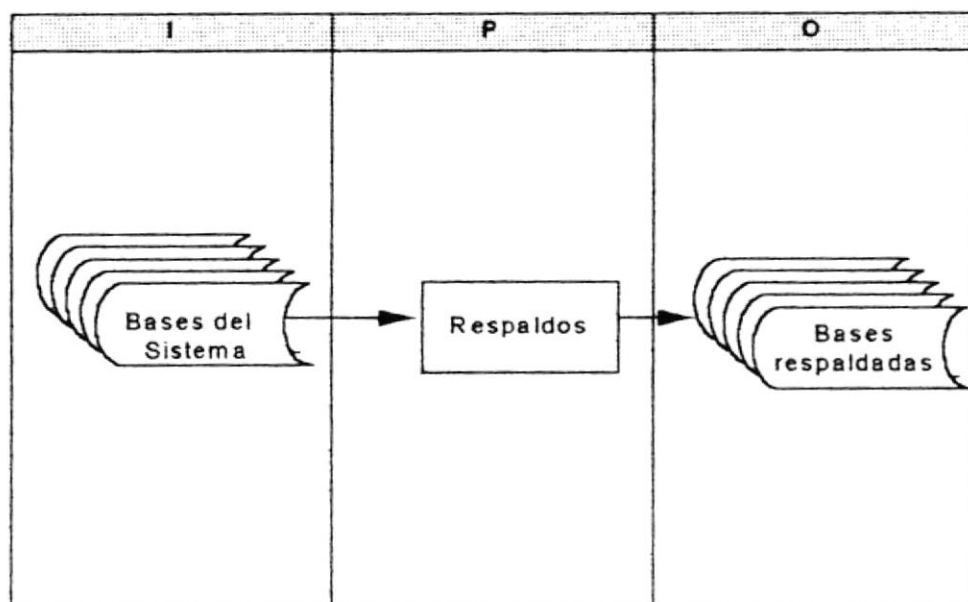 I P O
Bases del
Sistema
Respaldos
Bases
respaldadas